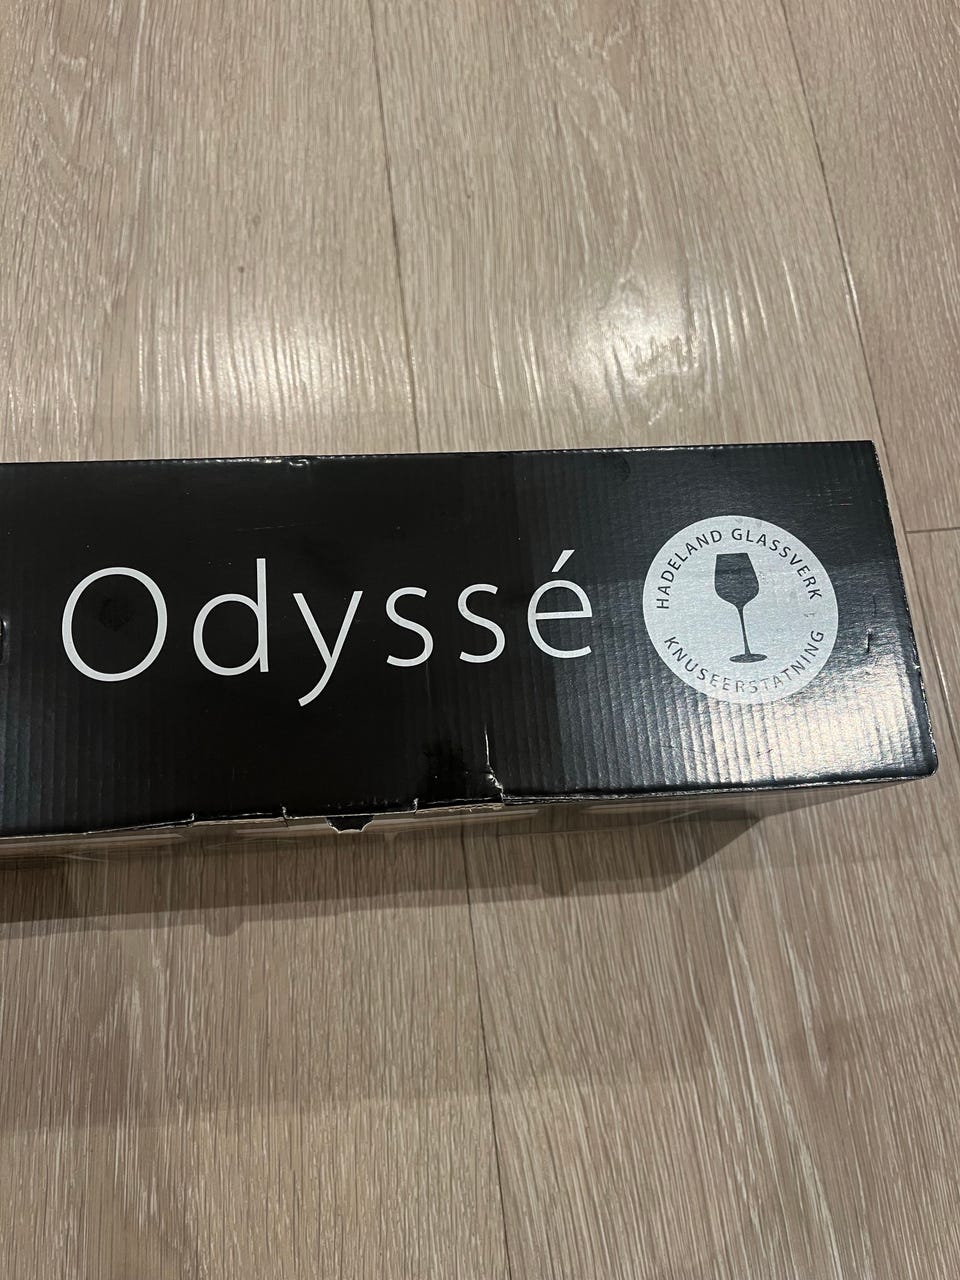 Odyssé
HADELAND GLASSVERK
KNUSEERSTATNING